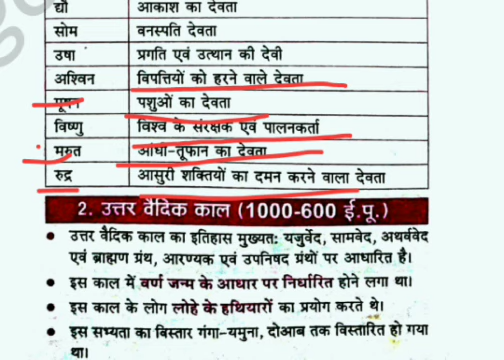 द्यौ आकाश का देवता
सोम वनस्पति देवता
उषा प्रगति एवं उत्थान की देवी
अश्विन विपत्तियों को हरने वाले देवता
पूषन पशुओं का देवता
विष्णु विश्व के संरक्षक एवं पालनकर्ता
मरुत आंधी-तूफान का देवता
रुद्र आसुरी शक्तियों का दमन करने वाला देवता
2. उत्तर वैदिक काल (1000-600 ई.पू.)
• उत्तर वैदिक काल का इतिहास मुख्यतः यजुर्वेद, सामवेद, अथर्ववेद
एवं ब्राह्मण ग्रंथ, आरण्यक एवं उपनिषद ग्रंथों पर आधारित है।
• इस काल में वर्ण जन्म के आधार पर निर्धारित होने लगा था।
• इस काल के लोग लोहे के हथियारों का प्रयोग करते थे।
• इस सभ्यता का विस्तार गंगा-यमुना, दोआब तक विस्तारित हो गया
था।